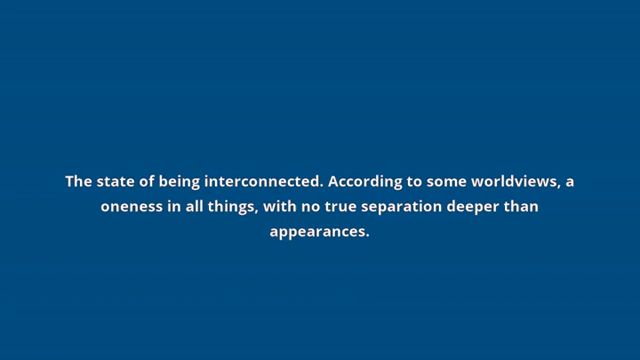 The state of being interconnected. According to some worldviews, a
oneness in all things, with no true separation deeper than
appearances.